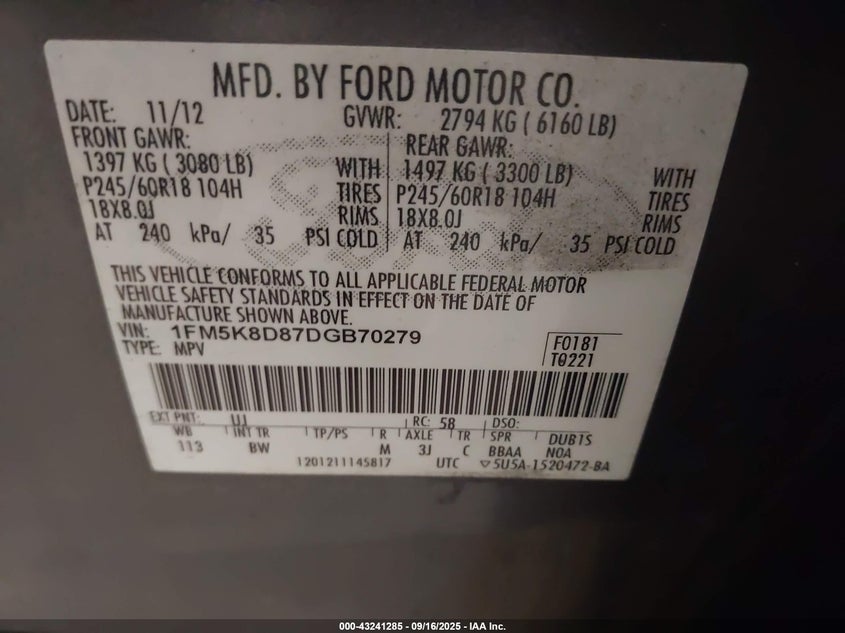 MFD. BY FORD MOTOR CO.
DATE: 11/12 GVWR: 2794 KG ( 6160 LB)
FRONT GAWR: REAR GAWR:
1397 KG ( 3080 LB) WITH 1497 KG ( 3300 LB) WITH
P245/60R18 104H TIRES P245/60R18 104H TIRES
18X8.0J RIMS 18X8.0J RIMS
AT 240 kPa/ 35 PSI COLD AT 240 kPa/ 35 PSI COLD
THIS VEHICLE CONFORMS TO ALL APPLICABLE FEDERAL MOTOR
VEHICLE SAFETY STANDARDS IN EFFECT ON THE DATE OF
MANUFACTURE SHOWN ABOVE.
VIN: 1FM5K8D87DGB70279 F0181
TYPE: MPV T0221
EXT PNT: UJ RC: 58 DSO:
WB INT TR TP/PS R AXLE TR SPR DUB1S
113 BW M 3J C BBAA NOA
1201211145817 UTC ▽5U5A-1520472-BA
000-43241285 - 09/16/2025 - IAA Inc.